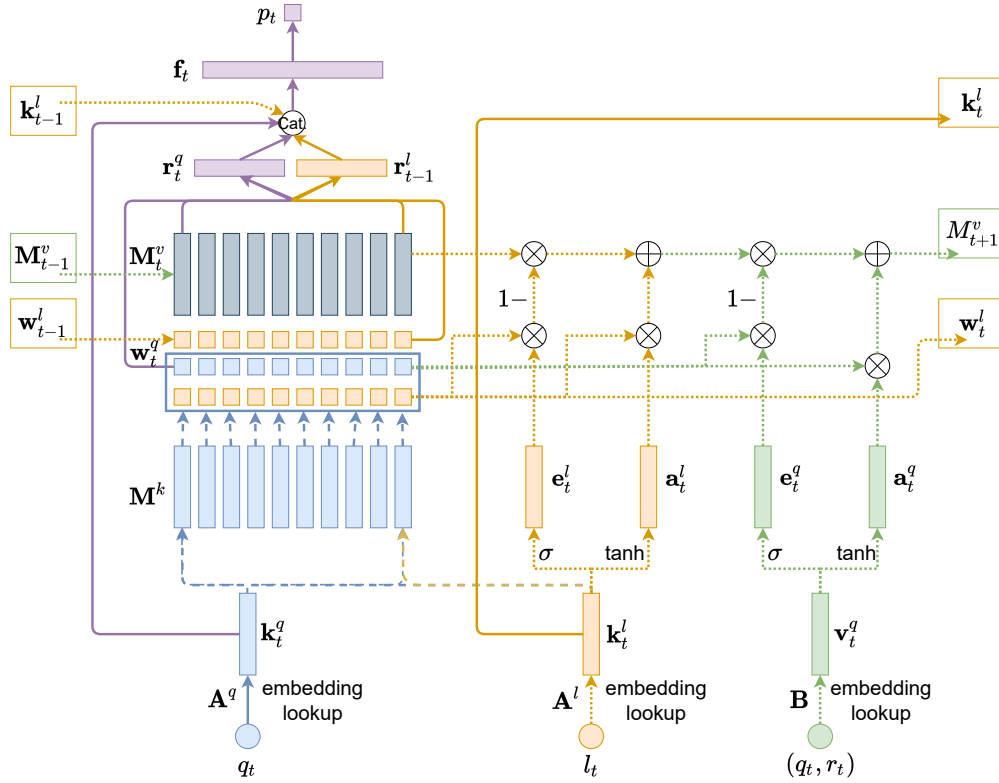 p_t
f_t
k^l_{t-1}
k^l_t
Cat.
r^q_t
r^l_{t-1}
M^v_{t-1}
M^v_t
M^v_{t+1}
1−
1−
w^l_{t-1}
w^q_t
w^l_t
M^k
e^l_t
a^l_t
e^q_t
a^q_t
σ
tanh
σ
tanh
k^q_t
k^l_t
v^q_t
A^q
embedding
lookup
A^l
embedding
lookup
B
embedding
lookup
q_t
l_t
(q_t, r_t)